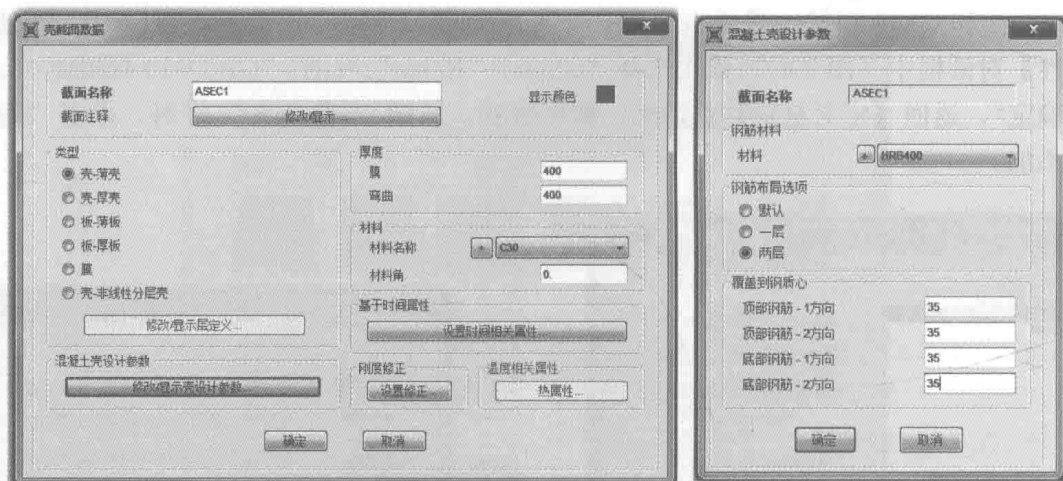 壳截面数据
截面名称 ASEC1 显示颜色
截面注释 修改/显示...
类型
壳-薄壳
壳-厚壳
板-薄板
板-厚板
膜
壳-非线性分层壳
修改/显示层定义...
混凝土壳设计参数
修改/显示壳设计参数...
厚度
膜 400
弯曲 400
材料
材料名称 + C30
材料角 0.
基于时间属性
设置时间相关属性...
刚度修正
设置修正...
温度相关属性
热属性...
确定 取消
混凝土壳设计参数
截面名称 ASEC1
钢筋材料
材料 + HRB400
钢筋布局选项
默认
一层
两层
覆盖到钢质心
顶部钢筋 - 1方向 35
顶部钢筋 - 2方向 35
底部钢筋 - 1方向 35
底部钢筋 - 2方向 35
确定 取消